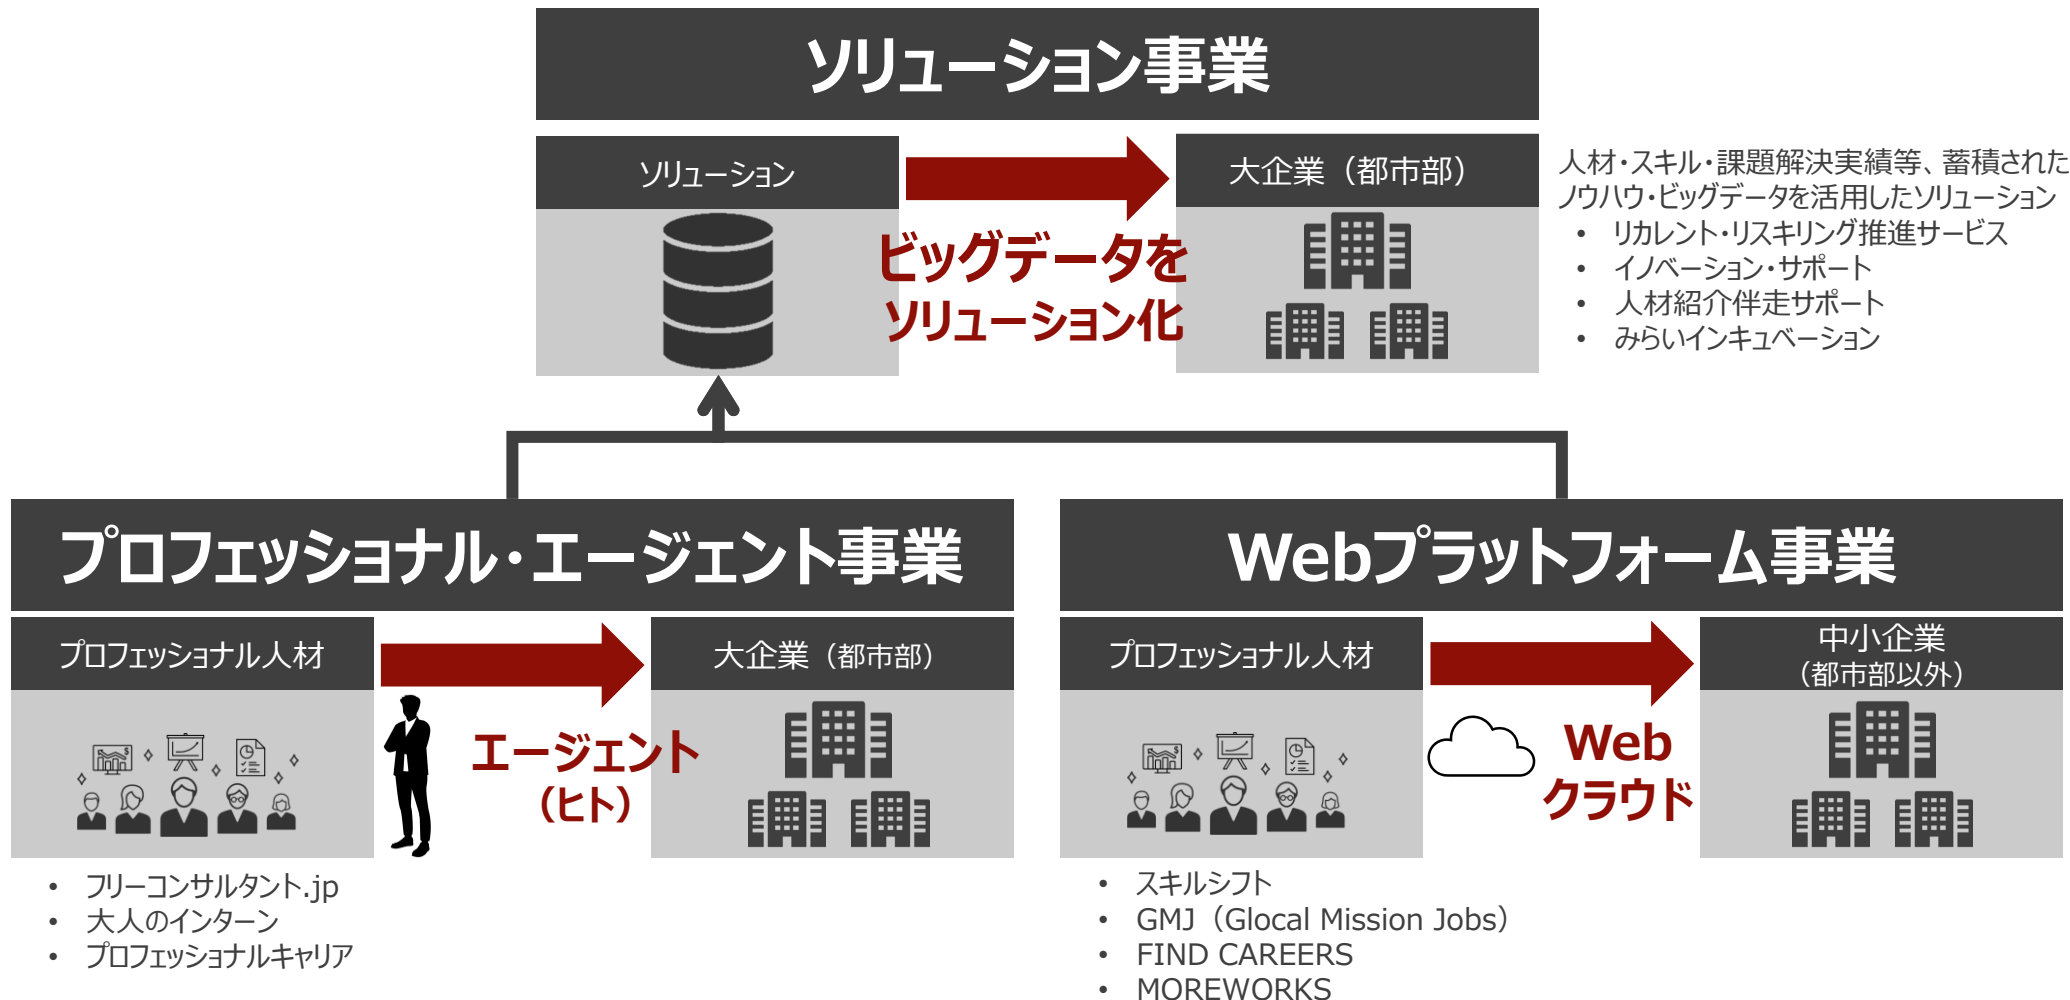 ソリューション事業
ソリューション
大企業（都市部）
ビッグデータを
ソリューション化
人材・スキル・課題解決実績等、蓄積された
ノウハウ・ビッグデータを活用したソリューション
• リカレント・リスキリング推進サービス
• イノベーション・サポート
• 人材紹介伴走サポート
• みらいインキュベーション
プロフェッショナル・エージェント事業
プロフェッショナル人材
大企業（都市部）
エージェント
（ヒト）
• フリーコンサルタント.jp
• 大人のインターン
• プロフェッショナルキャリア
Webプラットフォーム事業
プロフェッショナル人材
中小企業
（都市部以外）
Web
クラウド
• スキルシフト
• GMJ（Glocal Mission Jobs）
• FIND CAREERS
• MOREWORKS